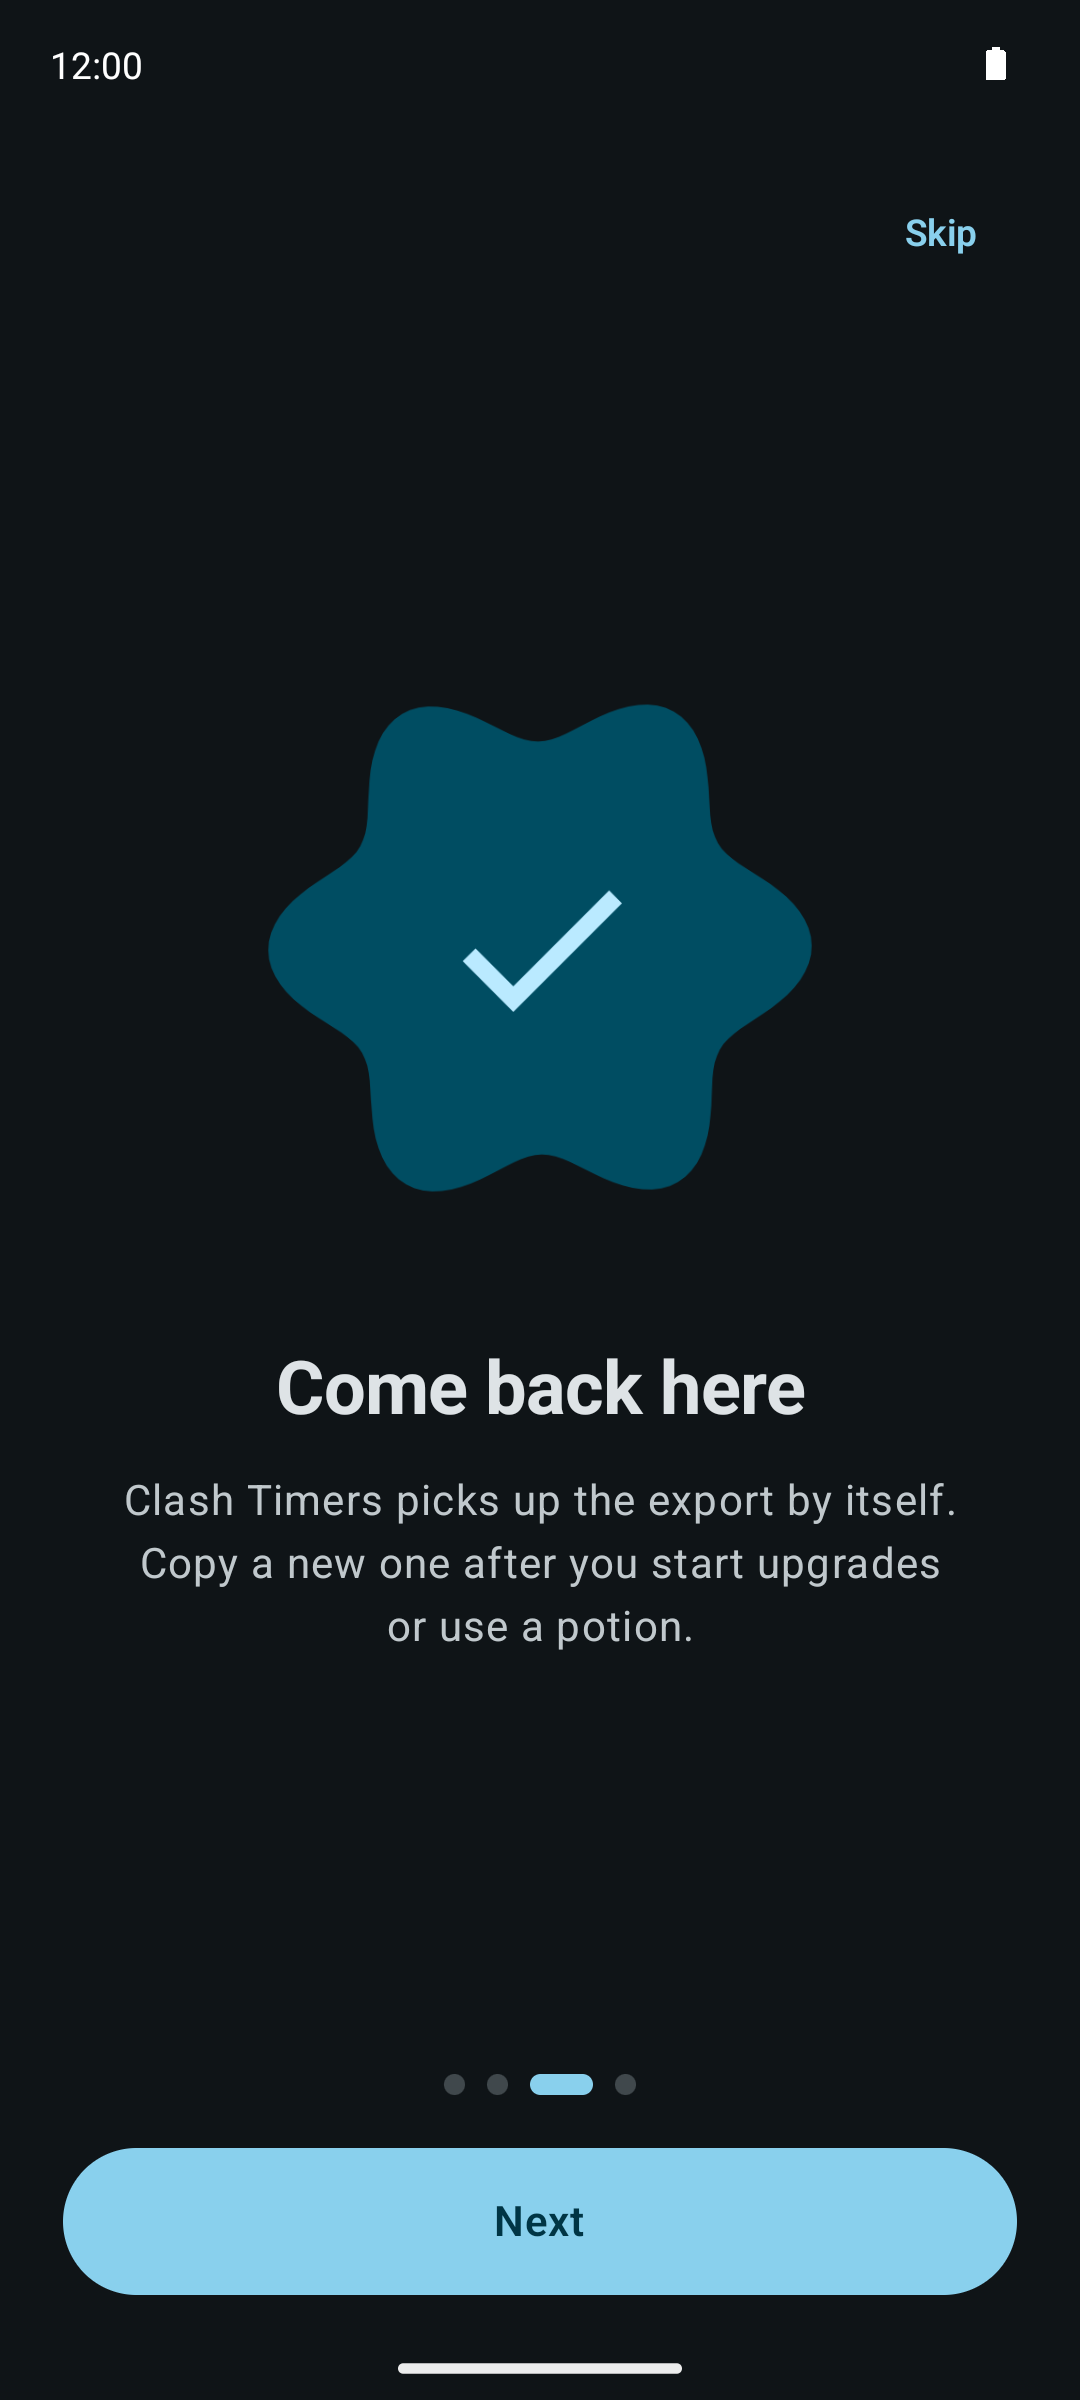 12:00
Skip
Come back here
Clash Timers picks up the export by itself.
Copy a new one after you start upgrades
or use a potion.
Next